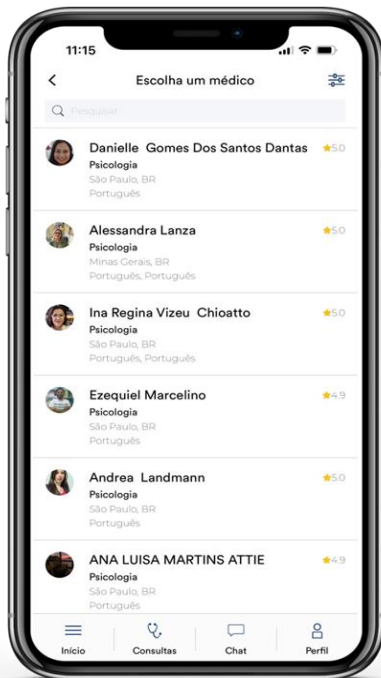 11:15
Escolha um médico
Pesquisar
Danielle Gomes Dos Santos Dantas 5.0
Psicologia
São Paulo, BR
Português
Alessandra Lanza 5.0
Psicologia
Minas Gerais, BR
Português, Português
Ina Regina Vizeu Chioatto 5.0
Psicologia
São Paulo, BR
Português, Português
Ezequiel Marcelino 4.9
Psicologia
São Paulo, BR
Português
Andrea Landmann 5.0
Psicologia
São Paulo, BR
Português
ANA LUISA MARTINS ATTIE 4.9
Psicologia
São Paulo, BR
Português
Início Consultas Chat Perfil